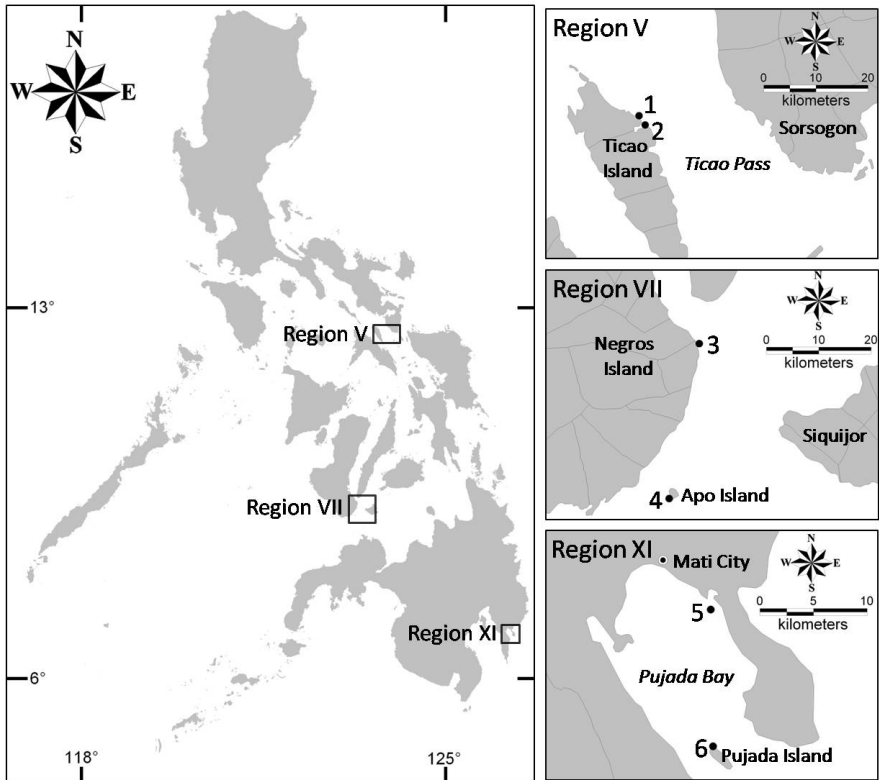 N
W E
S
13°
Region V
Region VII
Region XI
6°
118° 125°
Region V
N
W E
S
0 10 20
kilometers
1
2
Sorsogon
Ticao
Island
Ticao Pass
Region VII
N
W E
S
0 10 20
kilometers
Negros
Island
3
Siquijor
4 Apo Island
Region XI
N
W E
S
Mati City
0 5 10
kilometers
5
Pujada Bay
6
Pujada Island